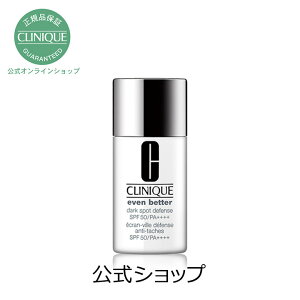 正規品保証
CLINIQUE
GUARANTEED
公式オンラインショップ
CLINIQUE
even better
dark spot defense
SPF 50/PA++++
écran-ville défense
anti-taches
SPF 50/PA++++
公式ショップ